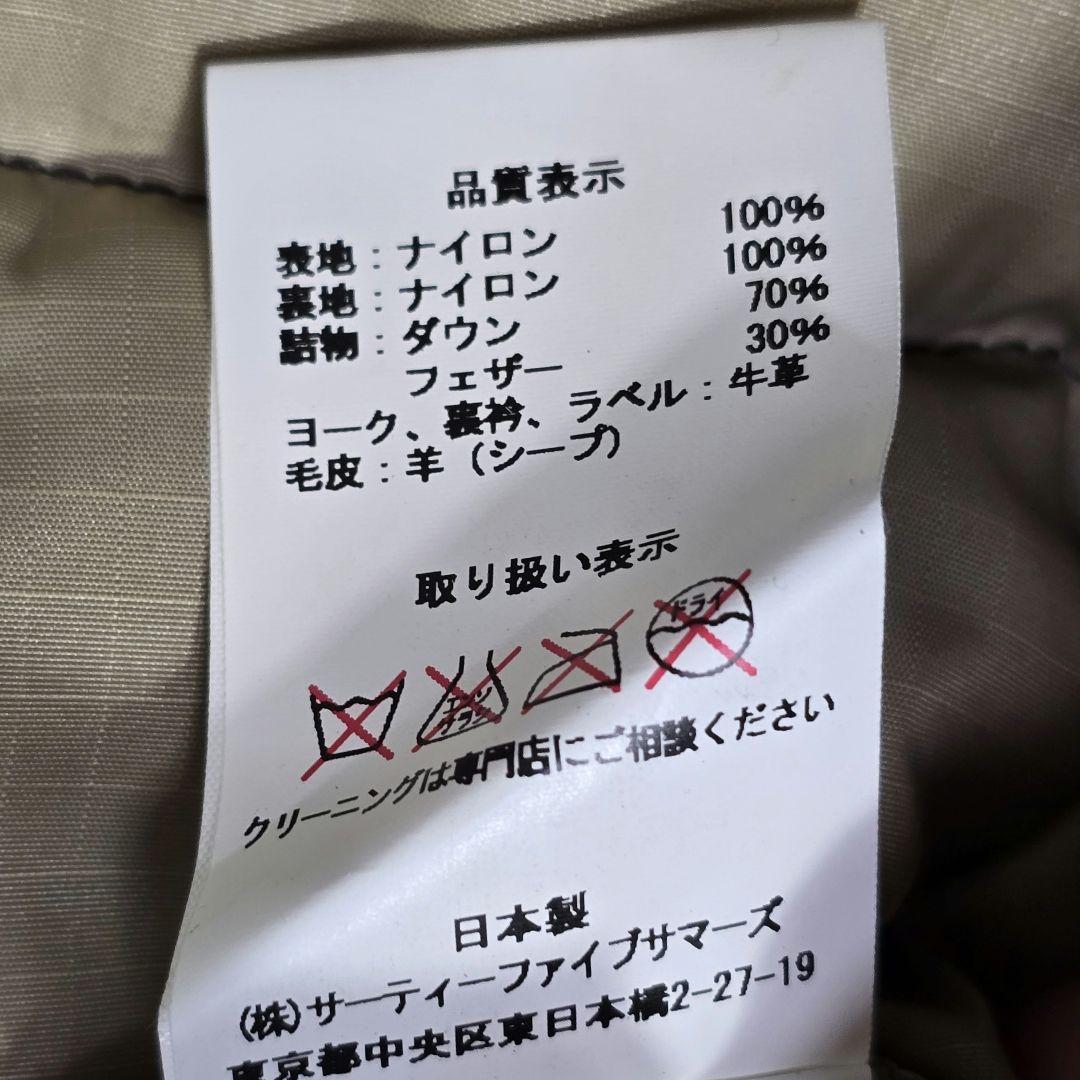 品質表示
表地：ナイロン 100%
裏地：ナイロン 100%
詰物：ダウン 70%
フェザー 30%
ヨーク、裏衿、ラベル：牛革
毛皮：羊（シープ）
取り扱い表示
エンソ
ドライ
クリーニングは専門店にご相談ください
日本製
(株)サーティーファイブサマーズ
東京都中央区東日本橋2-27-19